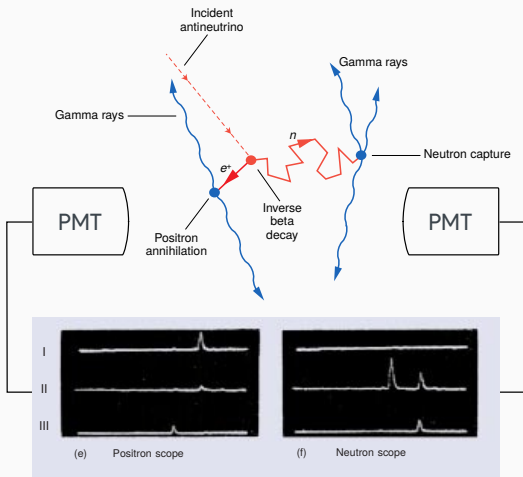 Incident
antineutrino
Gamma rays
Gamma rays
n
e⁺
Neutron capture
Inverse
beta
decay
Positron
annihilation
PMT
PMT
I
II
III
(e) Positron scope
(f) Neutron scope